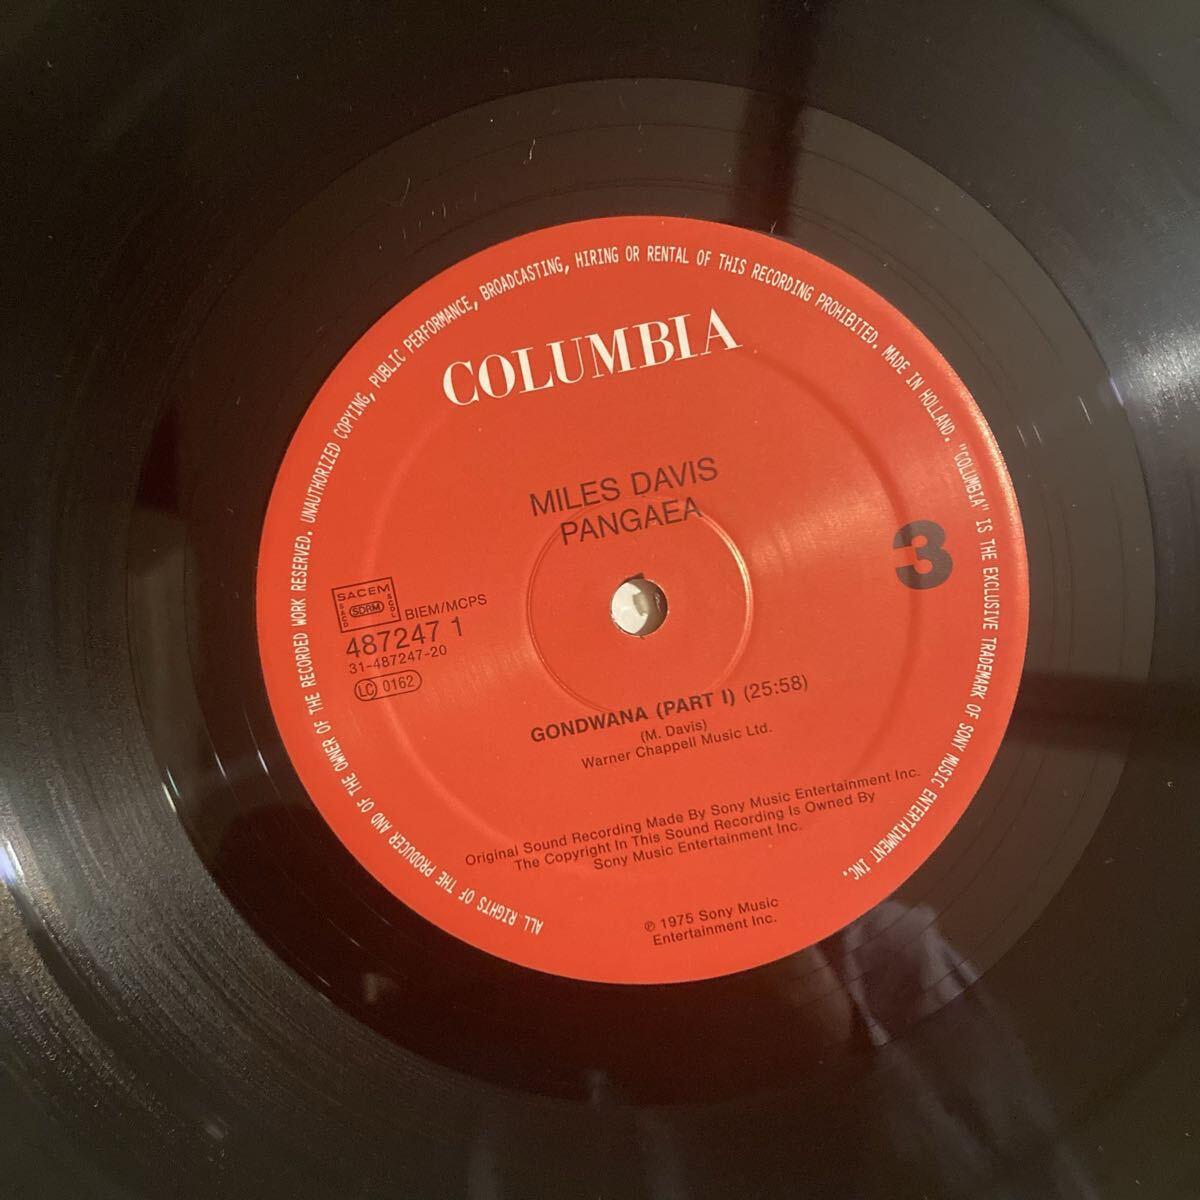 ALL RIGHTS OF THE PRODUCER AND OF THE OWNER OF THE RECORDED WORK RESERVED. UNAUTHORIZED COPYING, PUBLIC PERFORMANCE, BROADCASTING, HIRING OR RENTAL OF THIS RECORDING PROHIBITED. MADE IN HOLLAND. "COLUMBIA" IS THE EXCLUSIVE TRADEMARK OF SONY MUSIC ENTERTAINMENT INC.
COLUMBIA
MILES DAVIS
PANGAEA
3
SACEM
SACD
SDRM
SGDL
BIEM/MCPS
487247 1
31-487247-20
LC 0162
GONDWANA (PART I) (25:58)
(M. Davis)
Warner Chappell Music Ltd.
Original Sound Recording Made By Sony Music Entertainment Inc.
The Copyright In This Sound Recording Is Owned By
Sony Music Entertainment Inc.
℗ 1975 Sony Music
Entertainment Inc.